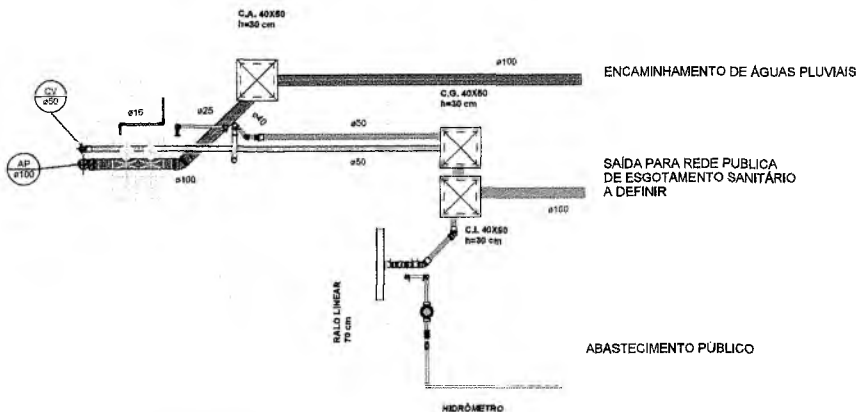 C.A. 40X60
h=30 cm
ø100
ENCAMINHAMENTO DE ÁGUAS PLUVIAIS
C.G. 40X60
h=30 cm
CV
ø50
ø15
ø25
ø40
ø50
ø50
AP
ø100
ø100
SAÍDA PARA REDE PUBLICA
DE ESGOTAMENTO SANITÁRIO
A DEFINIR
ø100
C.I. 40X60
h=30 cm
RALO LINEAR
70 cm
ABASTECIMENTO PÚBLICO
HIDRÔMETRO